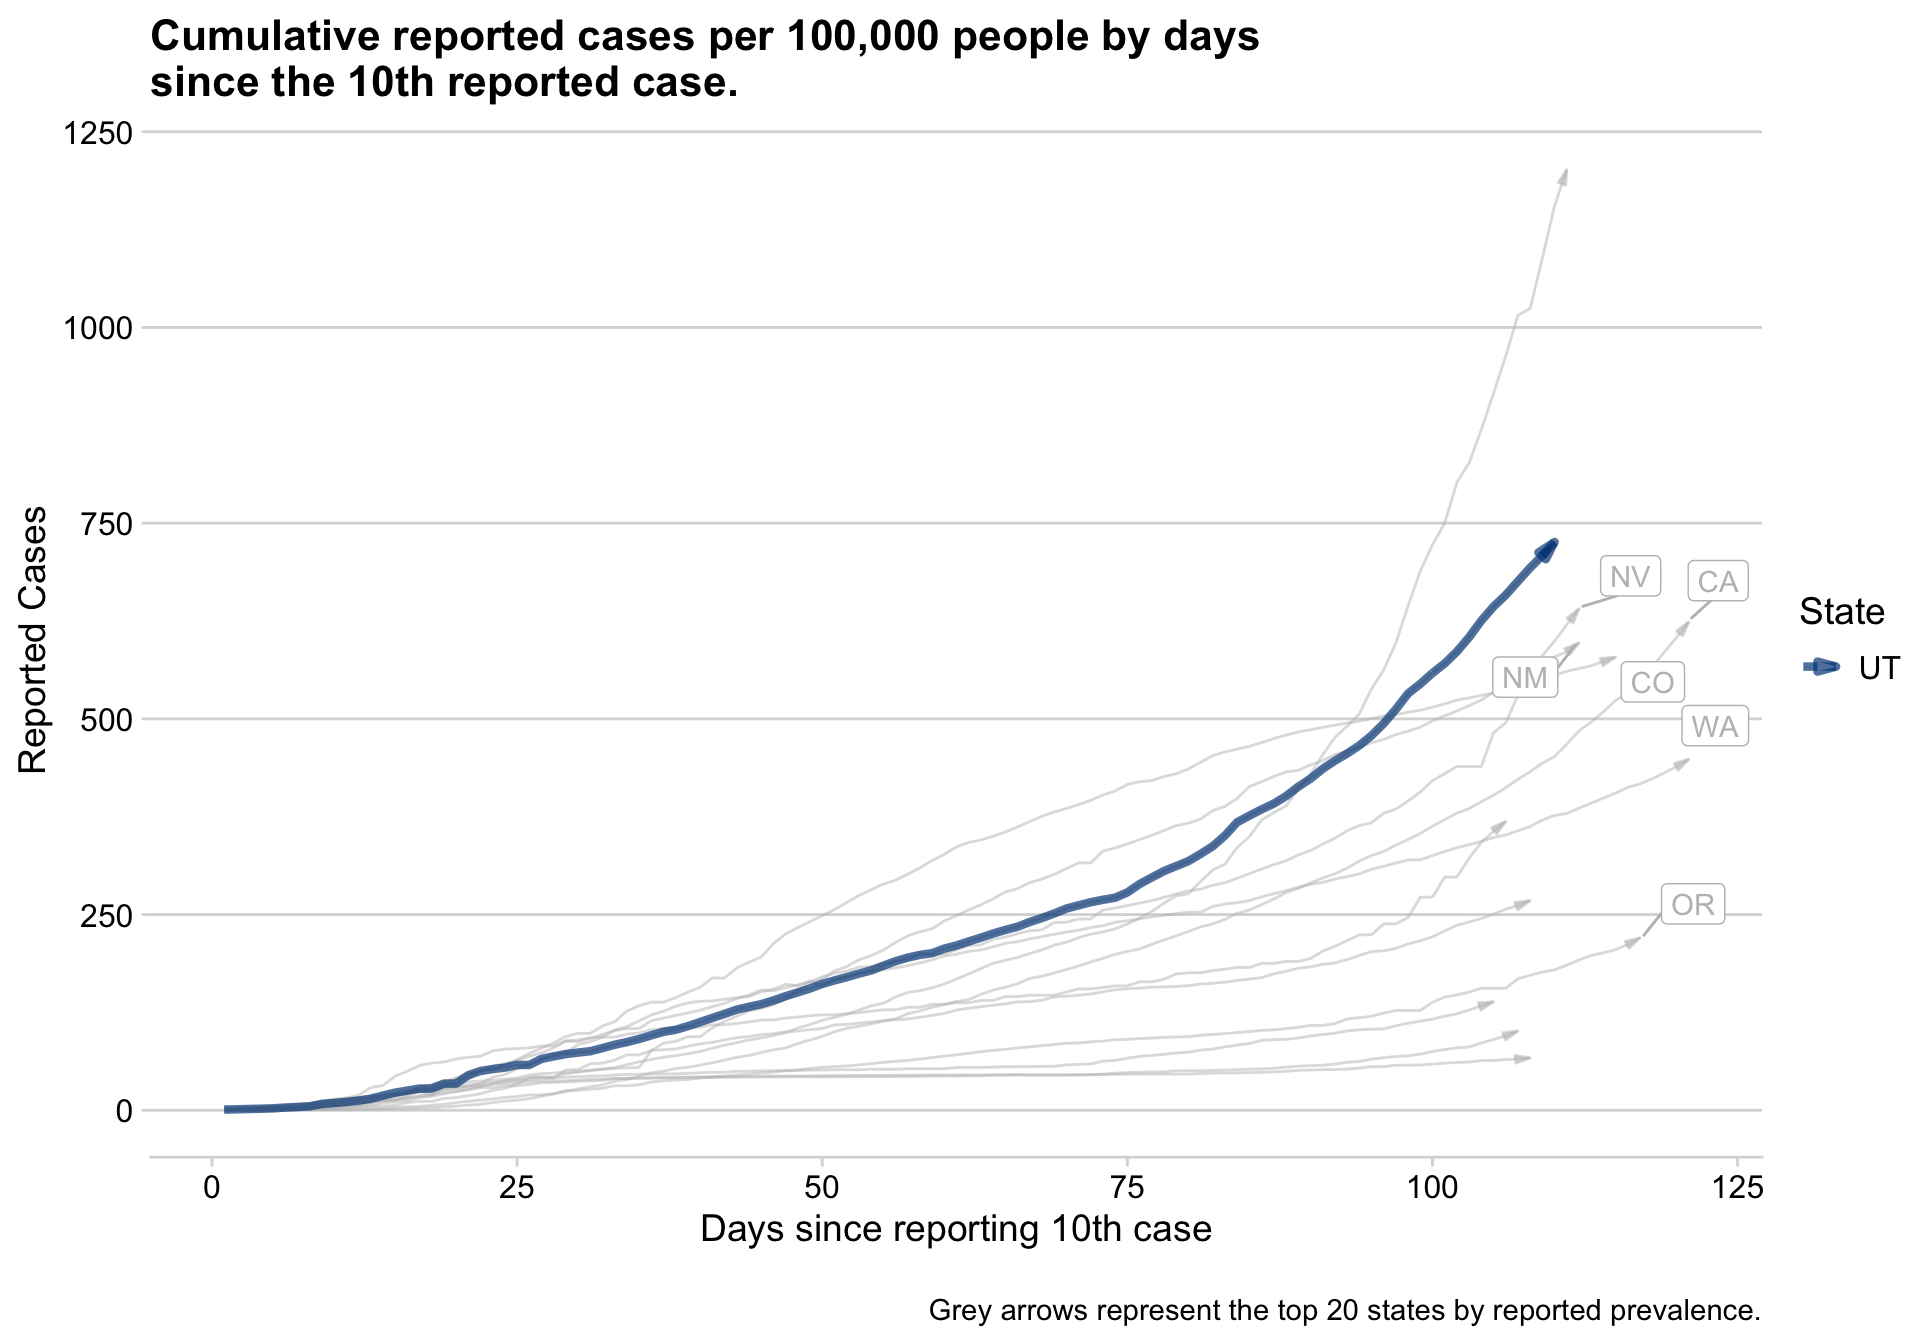 Cumulative reported cases per 100,000 people by days
since the 10th reported case.
1250
1000
750
500
250
0
Reported Cases
NV
CA
NM
CO
WA
OR
State
UT
0
25
50
75
100
125
Days since reporting 10th case
Grey arrows represent the top 20 states by reported prevalence.